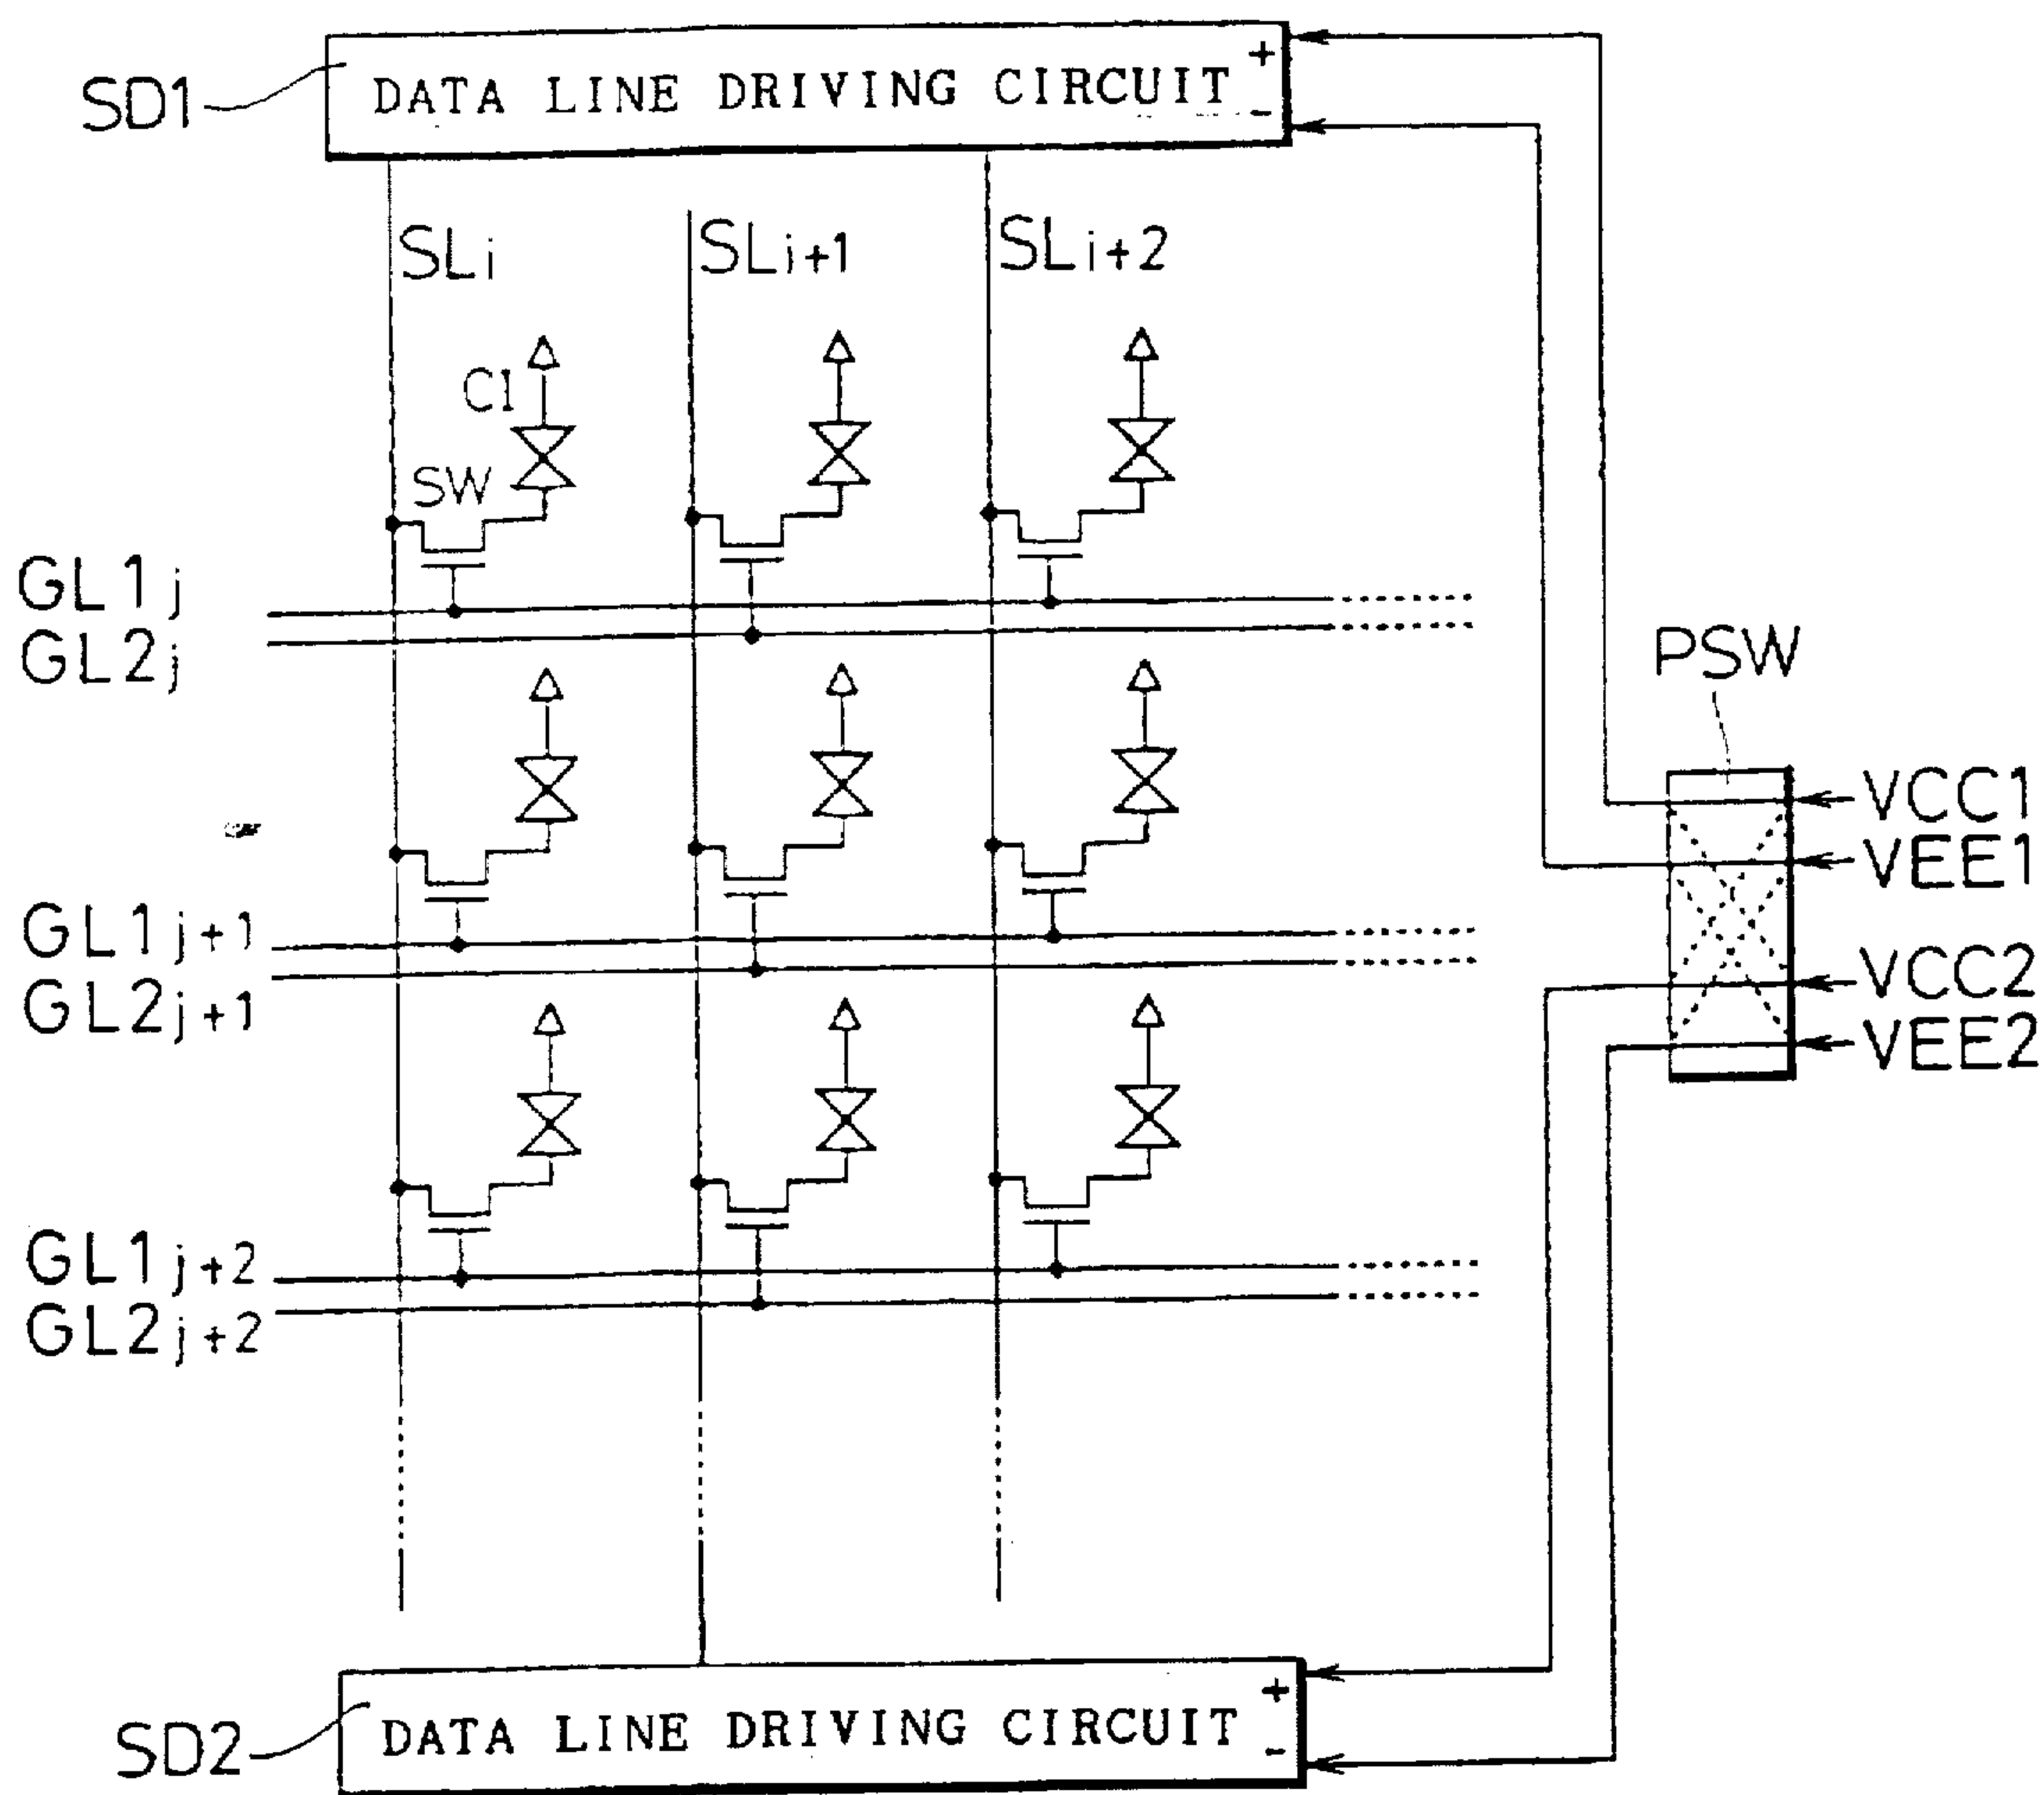 SD1
DATA LINE DRIVING CIRCUIT
+
-
SLi
SLi+1
SLi+2
CI
SW
GL1j
GL2j
PSW
VCC1
VEE1
GL1j+1
GL2j+1
VCC2
VEE2
GL1j+2
GL2j+2
SD2
DATA LINE DRIVING CIRCUIT
+
-